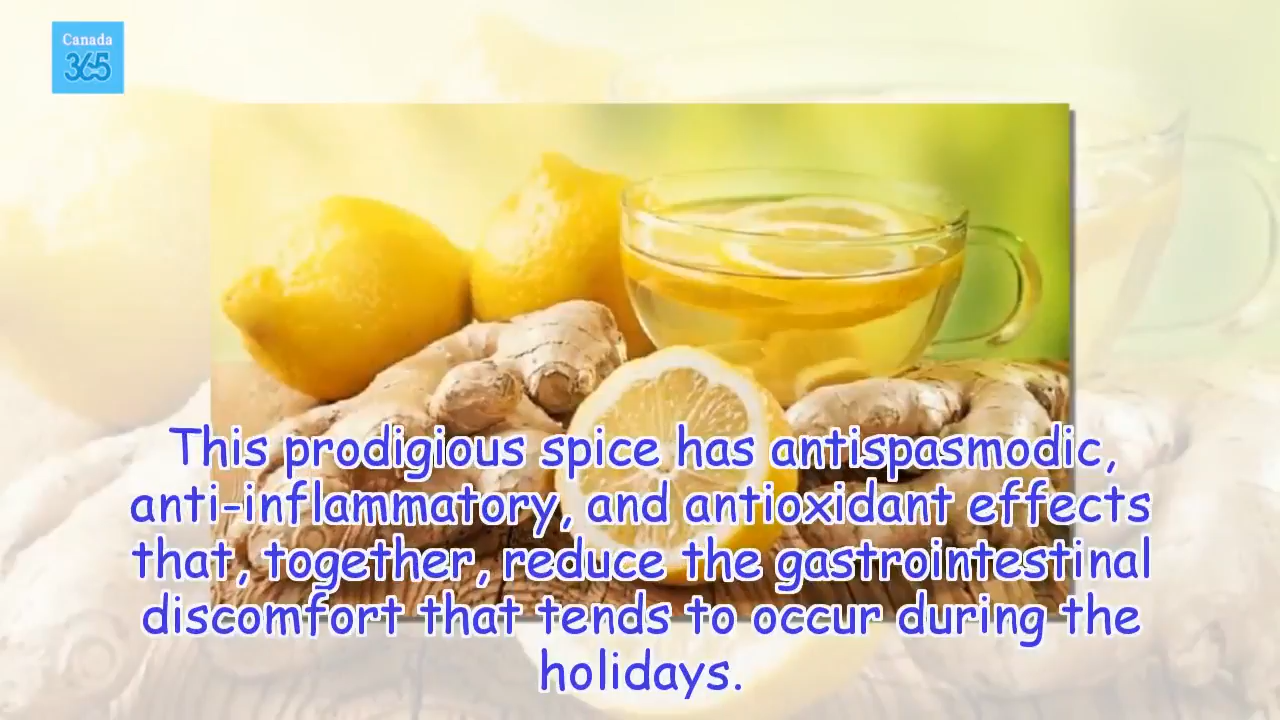 Canada
365
This prodigious spice has antispasmodic,
anti-inflammatory, and antioxidant effects
that, together, reduce the gastrointestinal
discomfort that tends to occur during the
holidays.